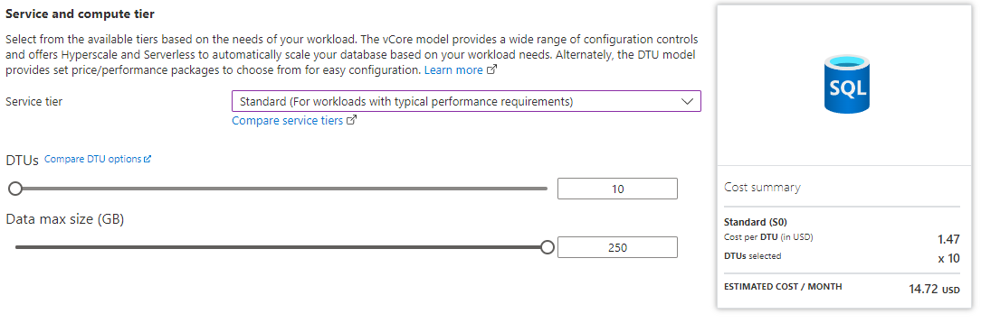 Service and compute tier
Select from the available tiers based on the needs of your workload. The vCore model provides a wide range of configuration controls
and offers Hyperscale and Serverless to automatically scale your database based on your workload needs. Alternately, the DTU model
provides set price/performance packages to choose from for easy configuration. Learn more
Service tier
Standard (For workloads with typical performance requirements)
Compare service tiers
DTUs Compare DTU options
10
Data max size (GB)
250
SQL
Cost summary
Standard (S0)
Cost per DTU (in USD) 1.47
DTUs selected x 10
ESTIMATED COST / MONTH 14.72 USD